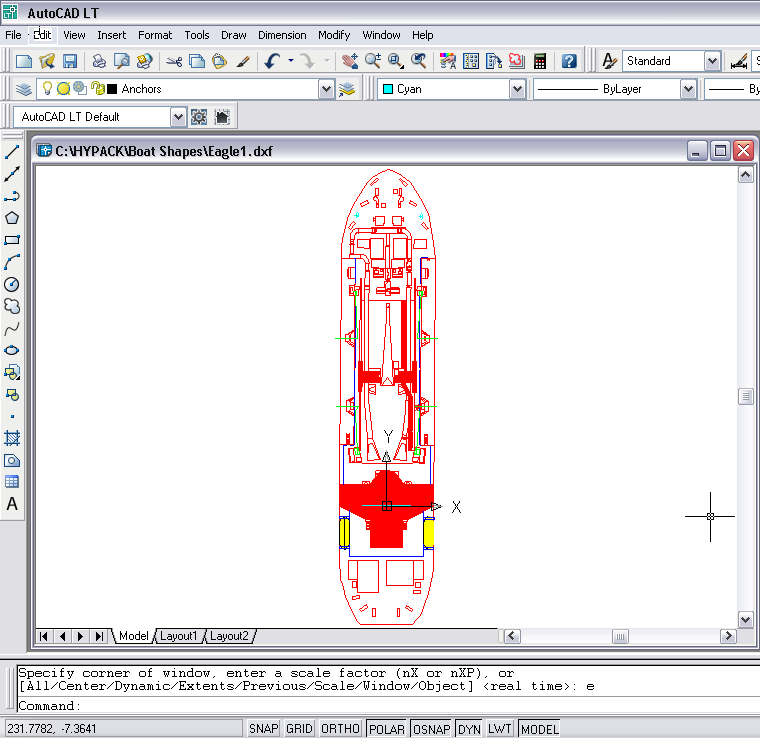 AutoCAD LT
File Edit View Insert Format Tools Draw Dimension Modify Window Help
Standard S
Anchors Cyan ByLayer By
AutoCAD LT Default
C:\HYPACK\Boat Shapes\Eagle1.dxf
Y
X
A
Model Layout1 Layout2
Specify corner of window, enter a scale factor (nX or nXP), or
[All/Center/Dynamic/Extents/Previous/Scale/Window/Object] <real time>: e
Command:
231.7782, -7.3641 SNAP GRID ORTHO POLAR OSNAP DYN LWT MODEL